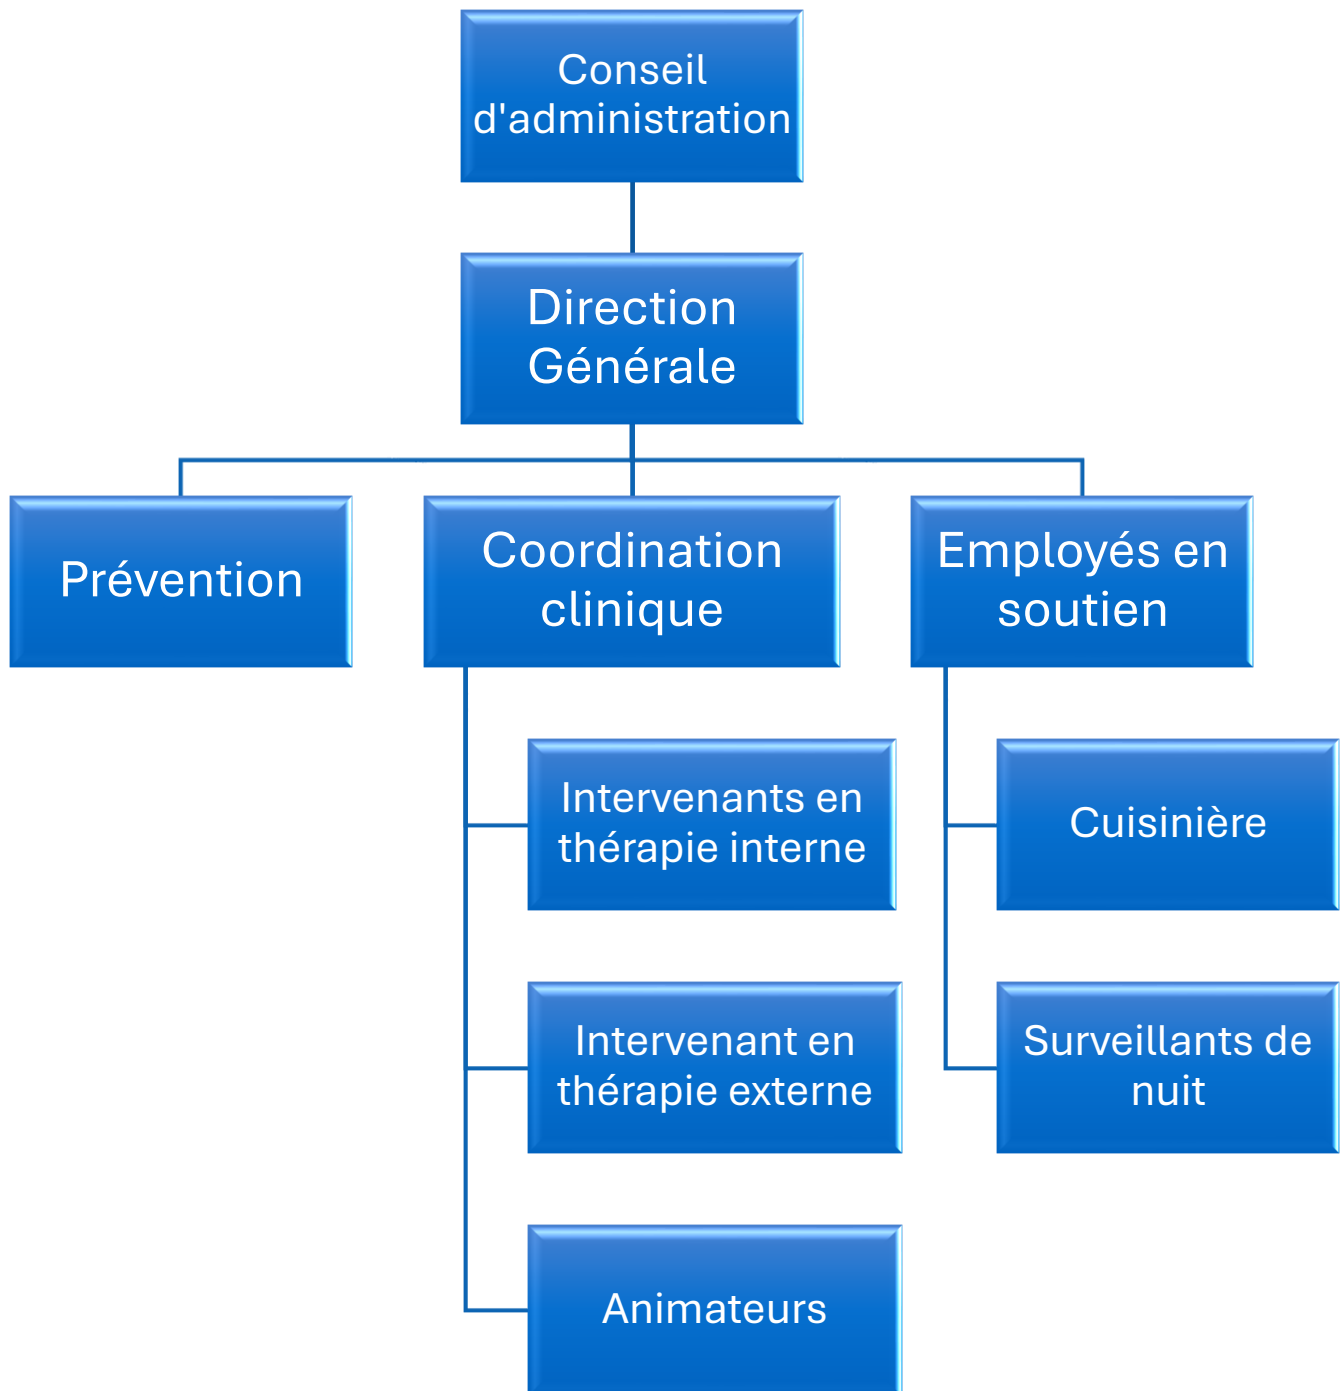 Conseil
d'administration
Direction
Générale
Prévention
Coordination
clinique
Employés en
soutien
Intervenants en
thérapie interne
Cuisinière
Intervenant en
thérapie externe
Surveillants de
nuit
Animateurs